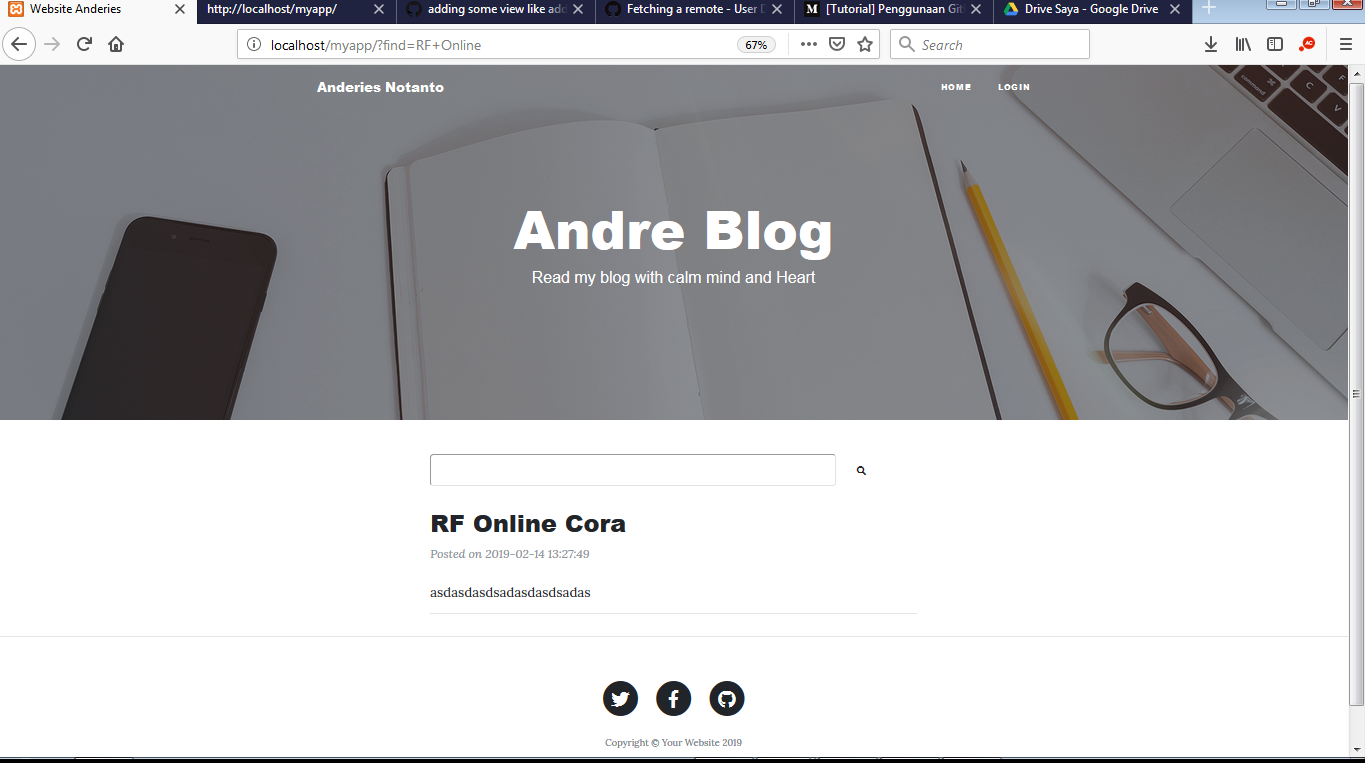 Website Anderies
http://localhost/myapp/
adding some view like add
Fetching a remote - User D
[Tutorial] Penggunaan Git
Drive Saya - Google Drive
localhost/myapp/?find=RF+Online
67%
Search
Anderies Notanto
HOME
LOGIN
command
C
V
Andre Blog
Read my blog with calm mind and Heart
RF Online Cora
Posted on 2019-02-14 13:27:49
asdasdasdsadasdasdsadas
Copyright © Your Website 2019